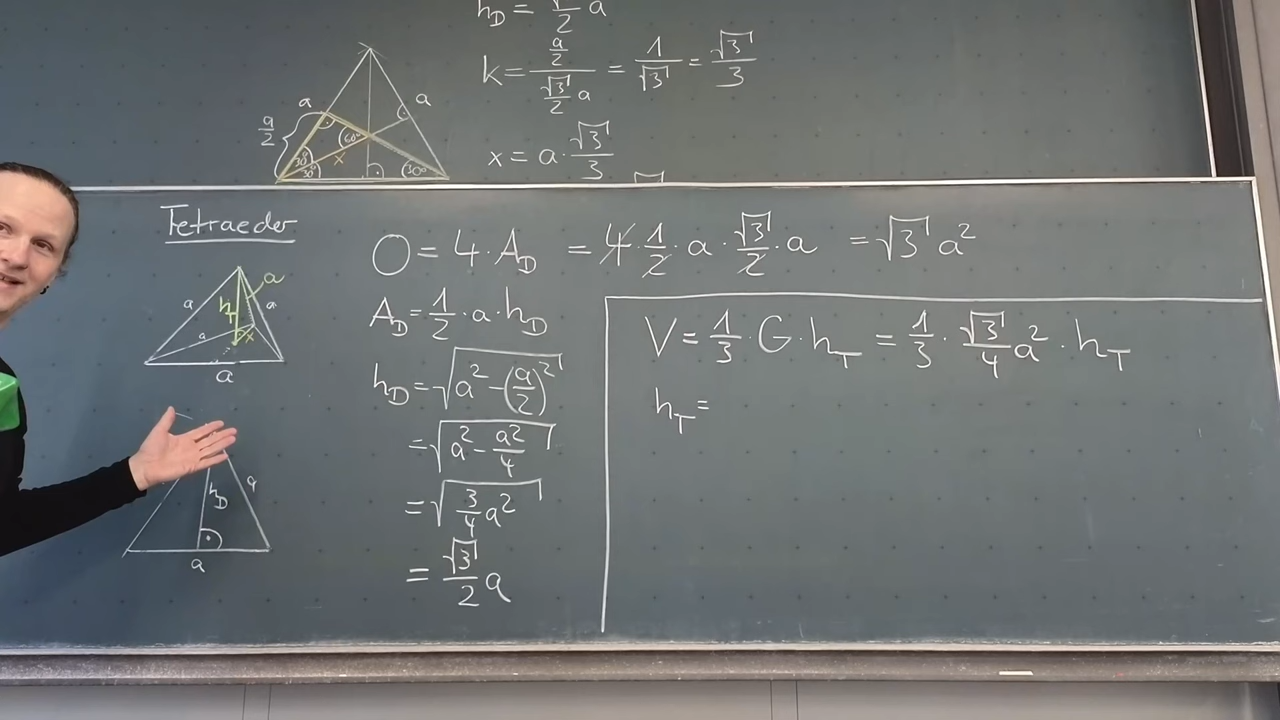 h_D = √3/2 a
k = (a/2)/(√3/2 a) = 1/√3 = √3/3
x = a · √3/3
a
a
a/2
60°
x
30°
30°
30°
Tetraeder
a
h_T
a
a
a
x
a
h_D
a
a
O = 4 · A_D = 4 · 1/2 · a · √3/2 · a = √3 a²
A_D = 1/2 · a · h_D
h_D = √(a² - (a/2)²)
= √(a² - a²/4)
= √(3/4 a²)
= √3/2 a
V = 1/3 · G · h_T = 1/3 · √3/4 a² · h_T
h_T =